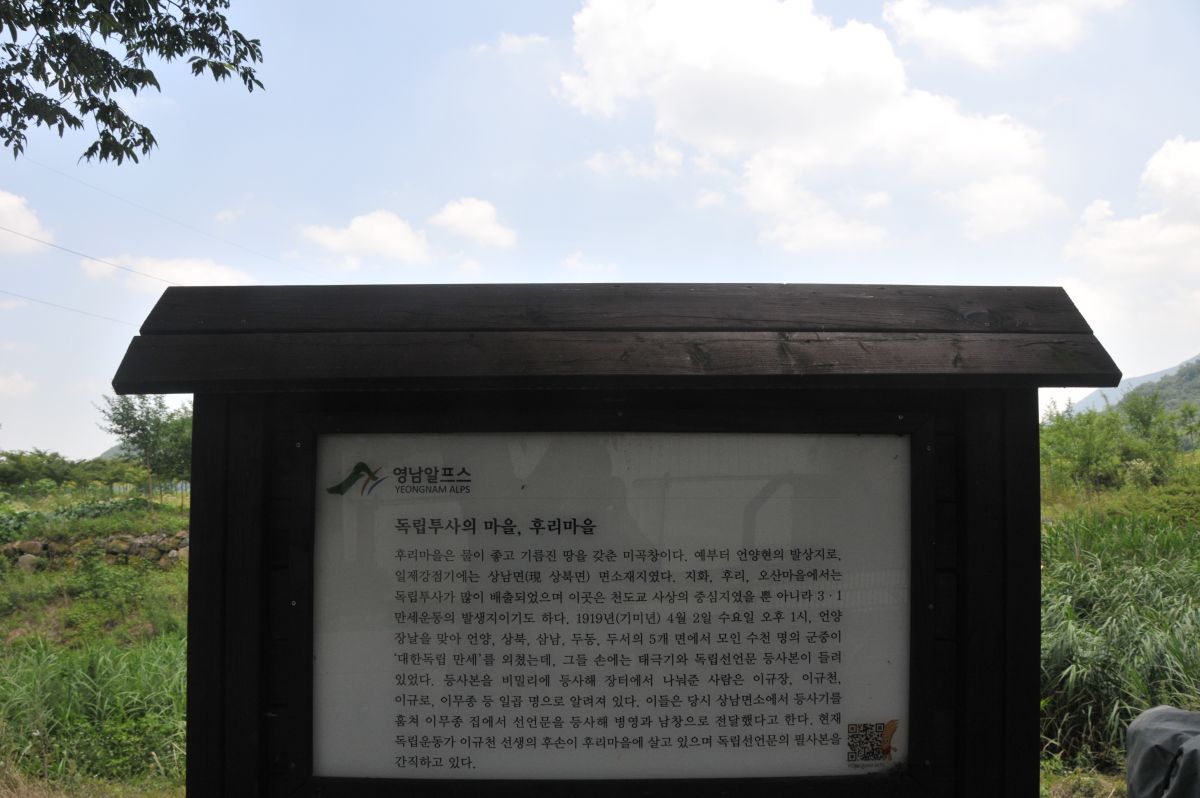 영남알프스
YEONGNAM ALPS
독립투사의 마을, 후리마을
후리마을은 물이 좋고 기름진 땅을 갖춘 미곡창이다. 예부터 언양현의 발상지로,
일제강점기에는 상남면(現 상북면) 면소재지였다. 지화, 후리, 오산마을에서는
독립투사가 많이 배출되었으며 이곳은 천도교 사상의 중심지였을 뿐 아니라 3·1
만세운동의 발생지이기도 하다. 1919년(기미년) 4월 2일 수요일 오후 1시, 언양
장날을 맞아 언양, 상북, 삼남, 두동, 두서의 5개 면에서 모인 수천 명의 군중이
‘대한독립 만세’를 외쳤는데, 그들 손에는 태극기와 독립선언문 등사본이 들려
있었다. 등사본을 비밀리에 등사해 장터에서 나눠준 사람은 이규장, 이규천,
이규로, 이무종 등 일곱 명으로 알려져 있다. 이들은 당시 상남면소에서 등사기를
훔쳐 이무종 집에서 선언문을 등사해 병영과 남창으로 전달했다고 한다. 현재
독립운동가 이규천 선생의 후손이 후리마을에 살고 있으며 독립선언문의 필사본을
간직하고 있다.